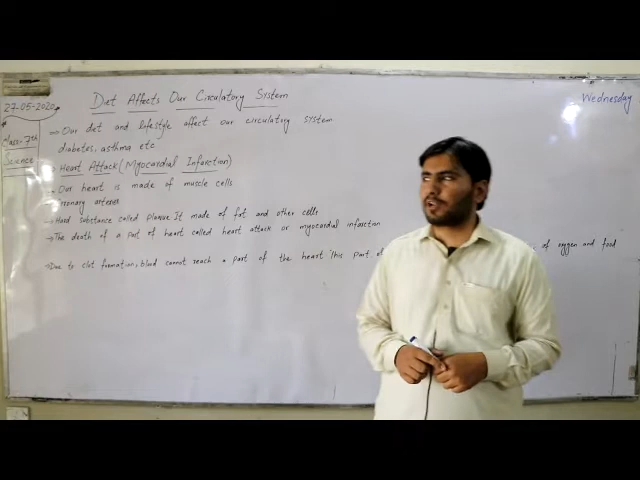 27-05-2020
Wednesday
Class-7th
Science
Diet Affects Our Circulatory System
→ Our diet and lifestyle affect our circulatory system
diabetes, asthma etc
Heart Attack (Myocardial Infarction)
Our heart is made of muscle cells
arteries
→ Hard substance called plaque. It made of fat and other cells
→ The death of a part of heart called heart attack or myocardial infarction
→ Due to clot formation, blood cannot reach a part of the heart This part of
of oxygen and food